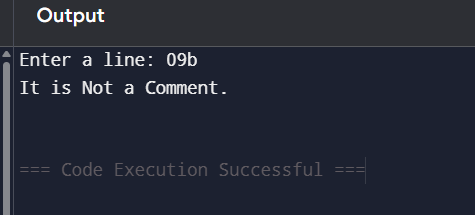 Output
Enter a line: 09b
It is Not a Comment.
=== Code Execution Successful ===